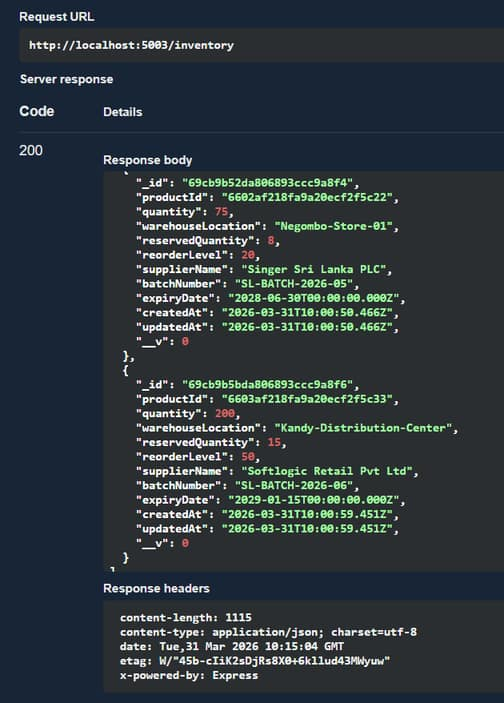 Request URL
http://localhost:5003/inventory
Server response
Code Details
200
Response body
{
"_id": "69cb9b52da806893ccc9a8f4",
"productId": "6602af218fa9a20ecf2f5c22",
"quantity": 75,
"warehouseLocation": "Negombo-Store-01",
"reservedQuantity": 8,
"reorderLevel": 20,
"supplierName": "Singer Sri Lanka PLC",
"batchNumber": "SL-BATCH-2026-05",
"expiryDate": "2028-06-30T00:00:00.000Z",
"createdAt": "2026-03-31T10:00:50.466Z",
"updatedAt": "2026-03-31T10:00:50.466Z",
"__v": 0
},
{
"_id": "69cb9b5bda806893ccc9a8f6",
"productId": "6603af218fa9a20ecf2f5c33",
"quantity": 200,
"warehouseLocation": "Kandy-Distribution-Center",
"reservedQuantity": 15,
"reorderLevel": 50,
"supplierName": "Softlogic Retail Pvt Ltd",
"batchNumber": "SL-BATCH-2026-06",
"expiryDate": "2029-01-15T00:00:00.000Z",
"createdAt": "2026-03-31T10:00:59.451Z",
"updatedAt": "2026-03-31T10:00:59.451Z",
"__v": 0
}
]
Response headers
content-length: 1115
content-type: application/json; charset=utf-8
date: Tue,31 Mar 2026 10:15:04 GMT
etag: W/"45b-cIiK2sDjRs8X0+6k1lud43MWyuw"
x-powered-by: Express